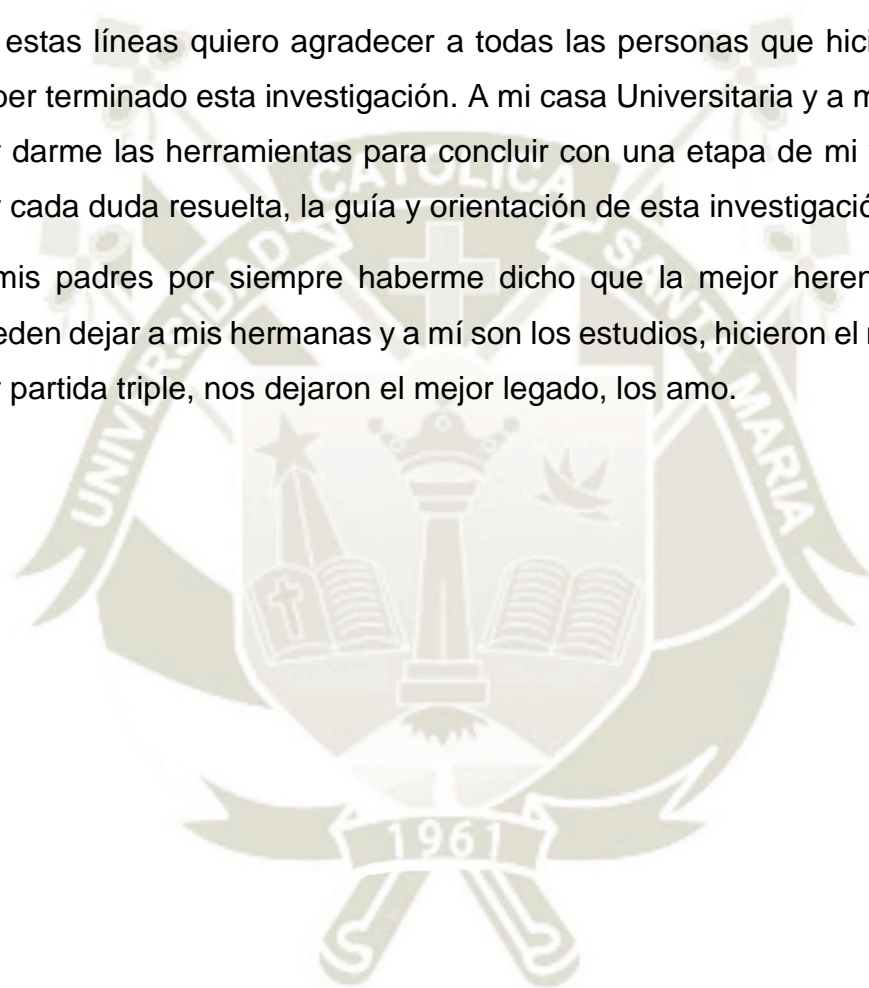 estas líneas quiero agradecer a todas las personas que hici
ber terminado esta investigación. A mi casa Universitaria y a m
r darme las herramientas para concluir con una etapa de mi
r cada duda resuelta, la guía y orientación de esta investigació
mis padres por siempre haberme dicho que la mejor heren
eden dejar a mis hermanas y a mí son los estudios, hicieron el
r partida triple, nos dejaron el mejor legado, los amo.
UNIVERSIDAD CATOLICA SANTA MARIA
1961